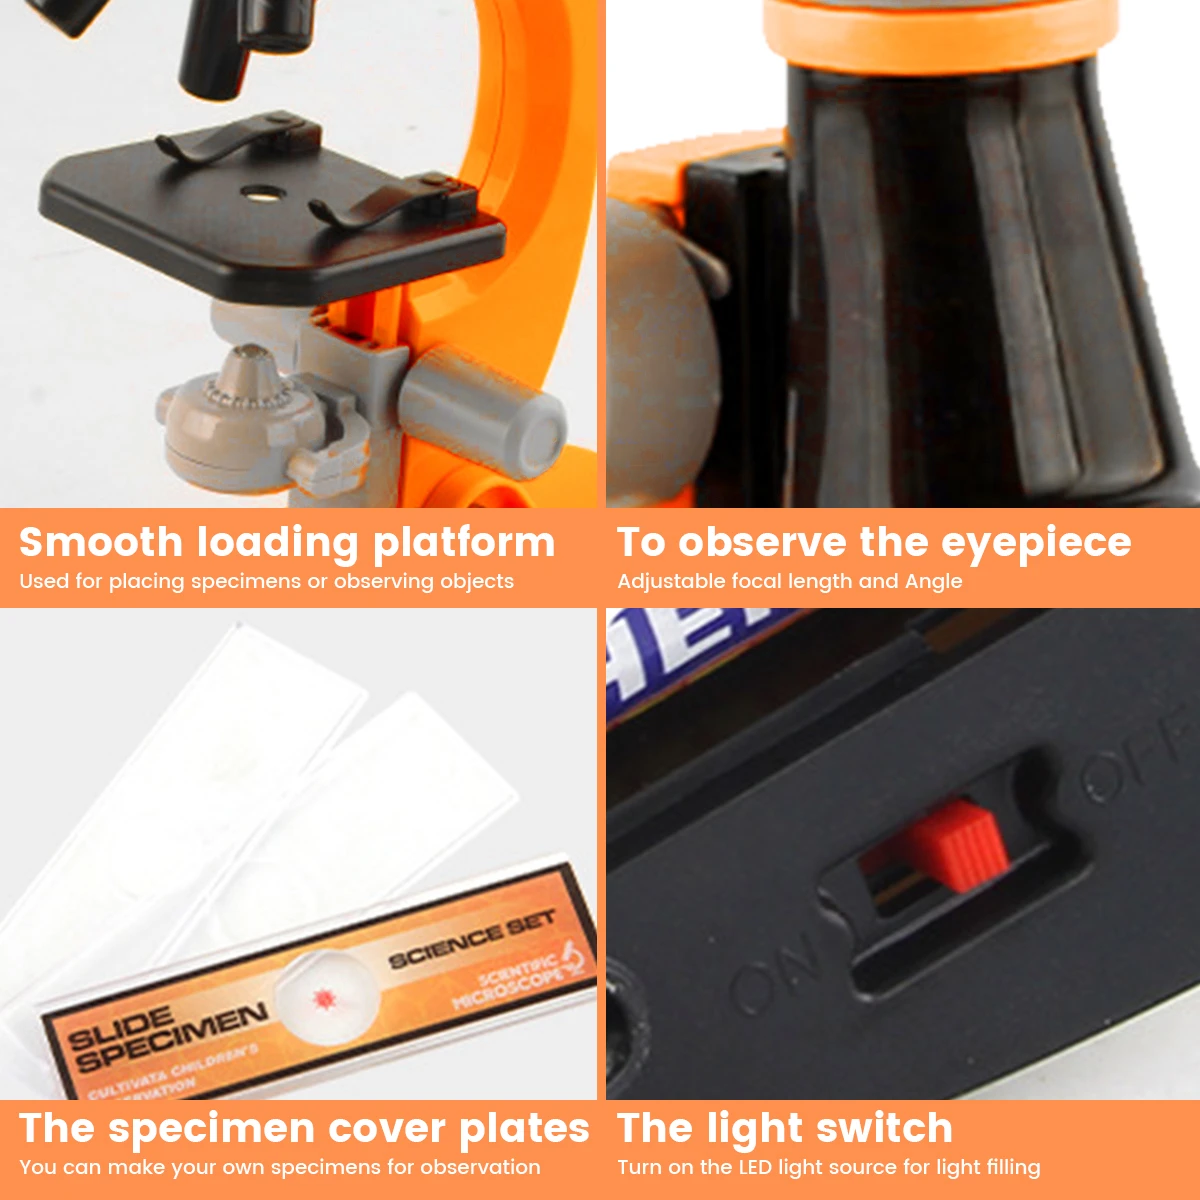 Smooth loading platform
Used for placing specimens or observing objects
To observe the eyepiece
Adjustable focal length and Angle
SLIDE
SPECIMEN
CULTIVATA CHILDREN'S
SCIENCE SET
SCIENTIFIC
MICROSCOPE
OFF
ON
The specimen cover plates
You can make your own specimens for observation
The light switch
Turn on the LED light source for light filling